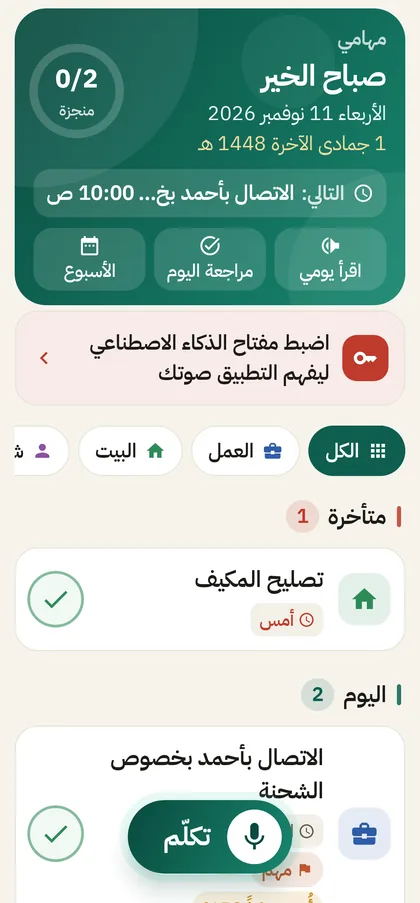 مهامي
صباح الخير
الأربعاء 11 نوفمبر 2026
1 جمادى الآخرة 1448 هـ
0/2
منجزة
التالي: الاتصال بأحمد بخ... 10:00 ص
اقرأ يومي
مراجعة اليوم
الأسبوع
اضبط مفتاح الذكاء الاصطناعي
ليفهم التطبيق صوتك
الكل
العمل
البيت
متأخرة 1
تصليح المكيف
أمس
اليوم 2
الاتصال بأحمد بخصوص
الشحنة
مهم
تكلّم